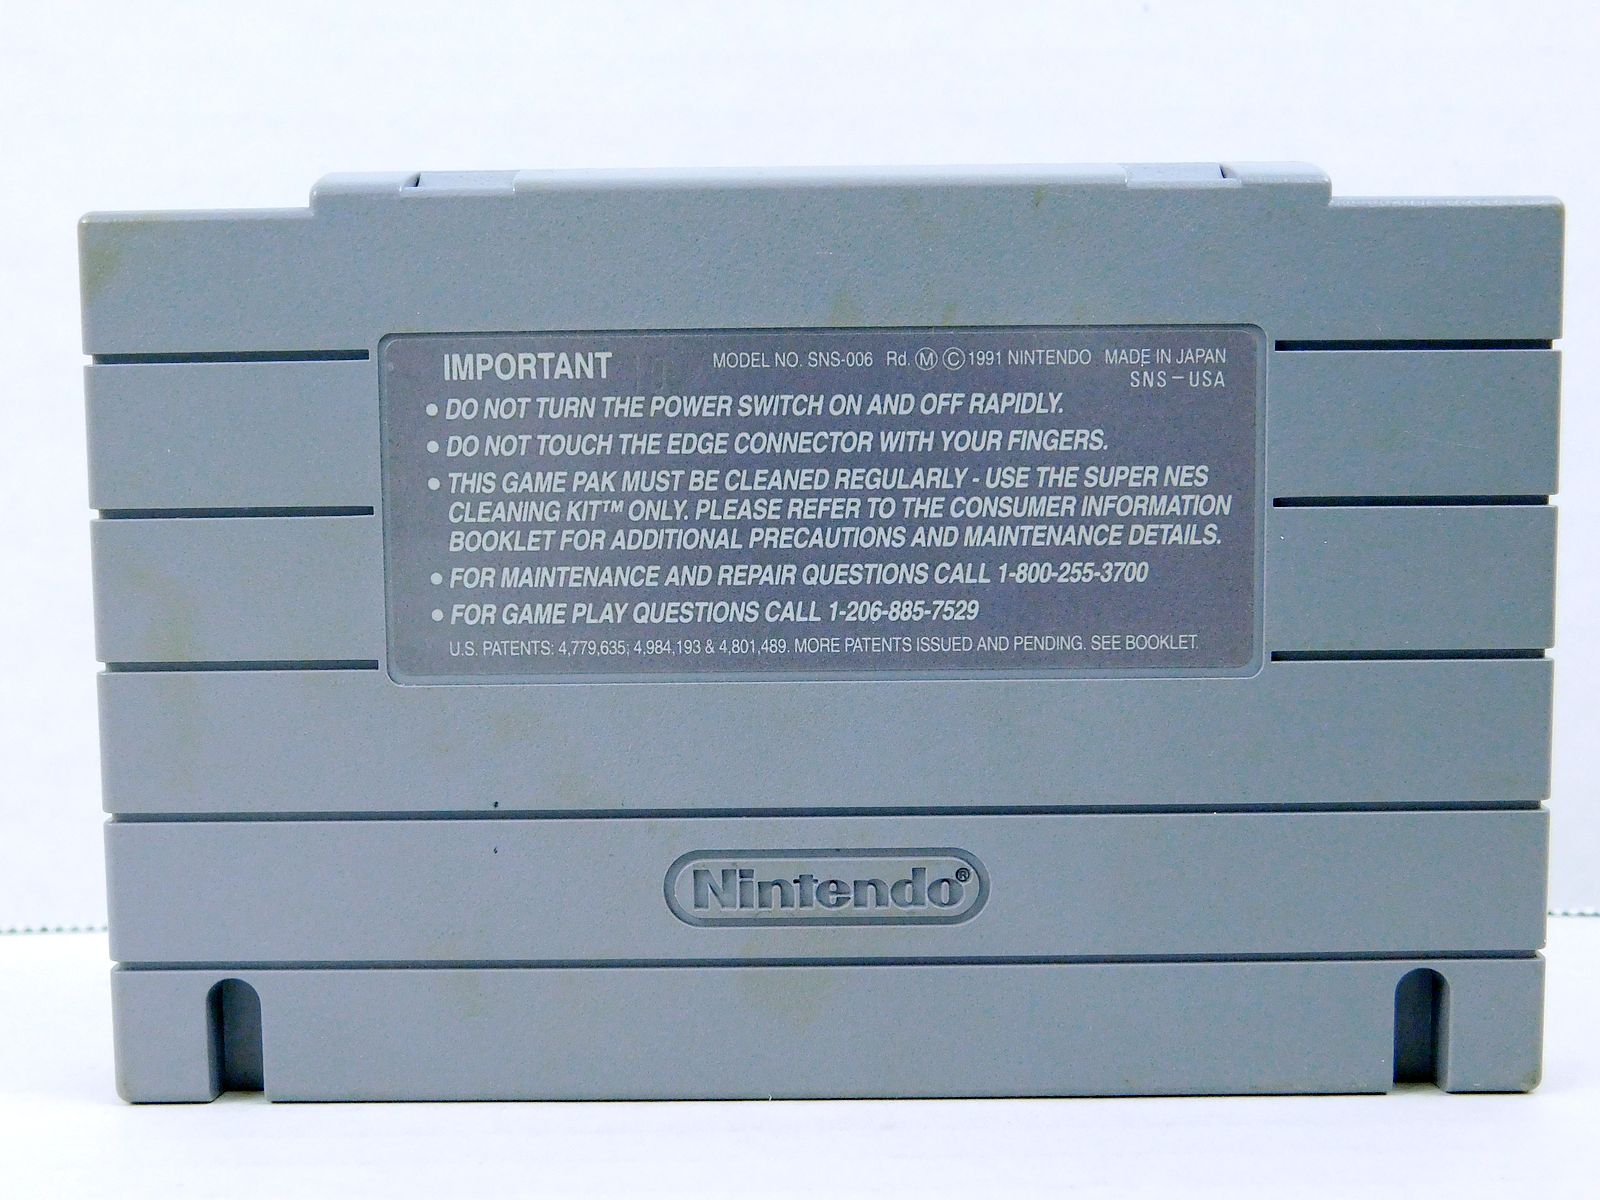 IMPORTANT MODEL NO. SNS-006 Rd. Ⓜ © 1991 NINTENDO MADE IN JAPAN
SNS-USA
• DO NOT TURN THE POWER SWITCH ON AND OFF RAPIDLY.
• DO NOT TOUCH THE EDGE CONNECTOR WITH YOUR FINGERS.
• THIS GAME PAK MUST BE CLEANED REGULARLY - USE THE SUPER NES
CLEANING KIT™ ONLY. PLEASE REFER TO THE CONSUMER INFORMATION
BOOKLET FOR ADDITIONAL PRECAUTIONS AND MAINTENANCE DETAILS.
• FOR MAINTENANCE AND REPAIR QUESTIONS CALL 1-800-255-3700
• FOR GAME PLAY QUESTIONS CALL 1-206-885-7529
U.S. PATENTS: 4,779,635; 4,984,193 & 4,801,489. MORE PATENTS ISSUED AND PENDING. SEE BOOKLET.
Nintendo®